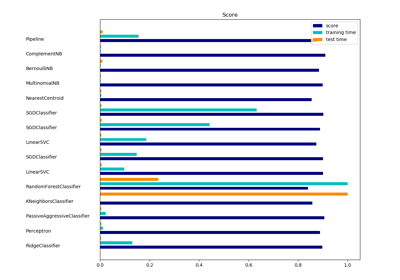 Score
score
training time
test time
Pipeline
ComplementNB
BernoulliNB
MultinomialNB
NearestCentroid
SGDClassifier
SGDClassifier
LinearSVC
SGDClassifier
LinearSVC
RandomForestClassifier
KNeighborsClassifier
PassiveAggressiveClassifier
Perceptron
RidgeClassifier
0.0 0.2 0.4 0.6 0.8 1.0